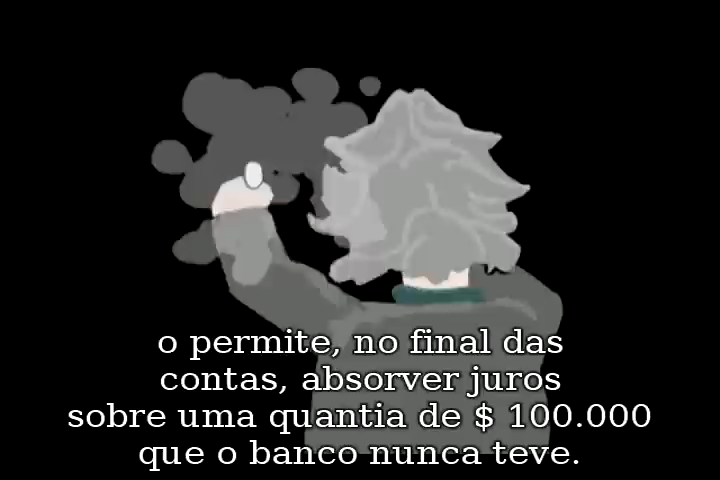 o permite, no final das
contas, absorver juros
sobre uma quantia de $ 100.000
que o banco nunca teve.